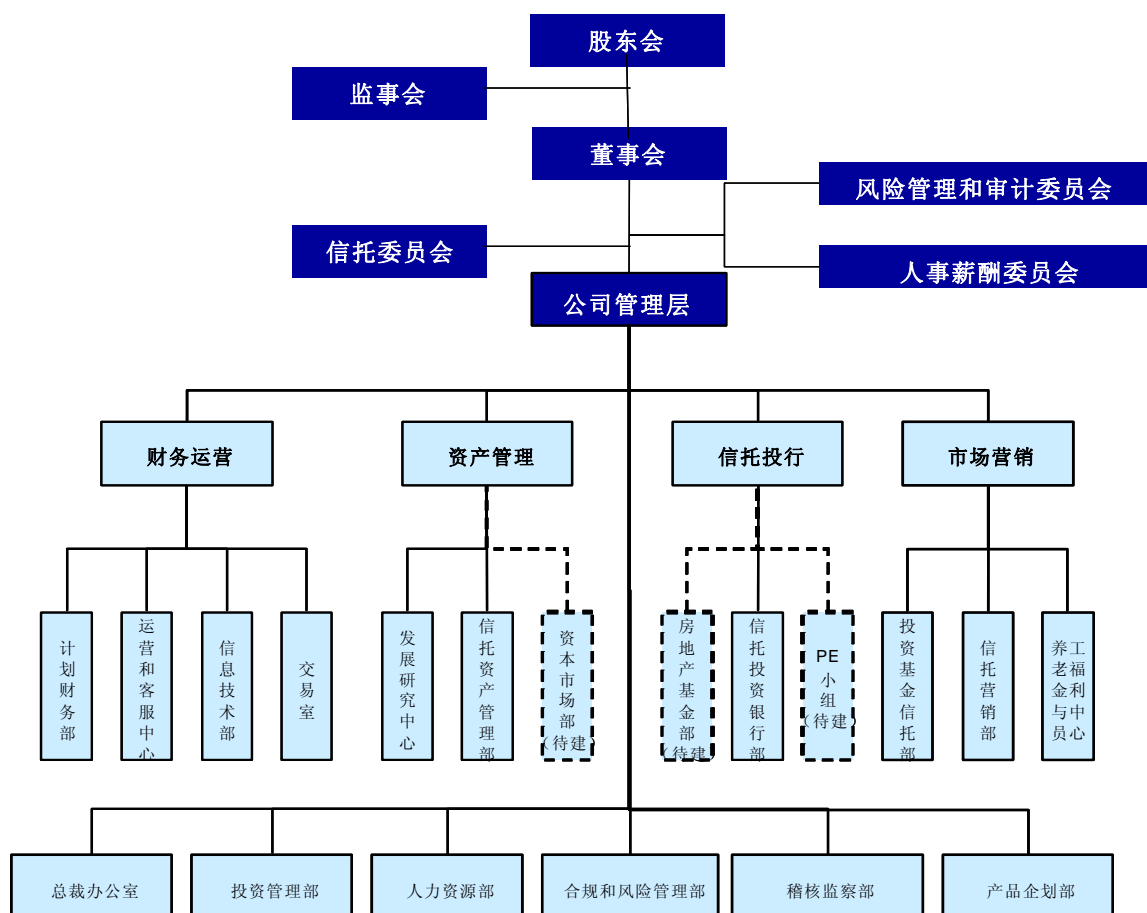 股东会
监事会
董事会
风险管理和审计委员会
信托委员会
人事薪酬委员会
公司管理层
财务运营
资产管理
信托投行
市场营销
计划财务部
运营和客服中心
信息技术部
交易室
发展研究中心
信托资产管理部
资本市场部
（待建）
房地产基金部
（待建）
信托投资银行部
PE
小组
（待建）
投资基金信托部
信托营销部
养老金与员
工福利中心
总裁办公室
投资管理部
人力资源部
合规和风险管理部
稽核监察部
产品企划部